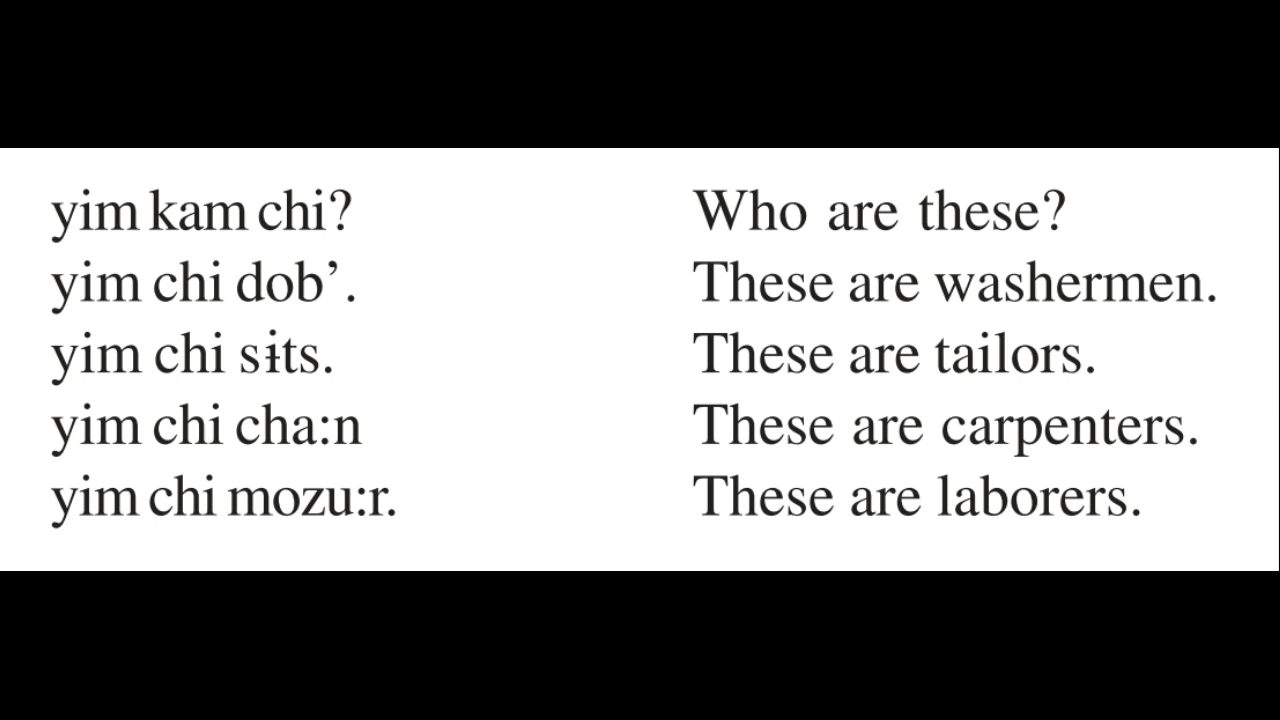 yim kam chi? Who are these?
yim chi dob’. These are washermen.
yim chi sɨts. These are tailors.
yim chi cha:n These are carpenters.
yim chi mozu:r. These are laborers.